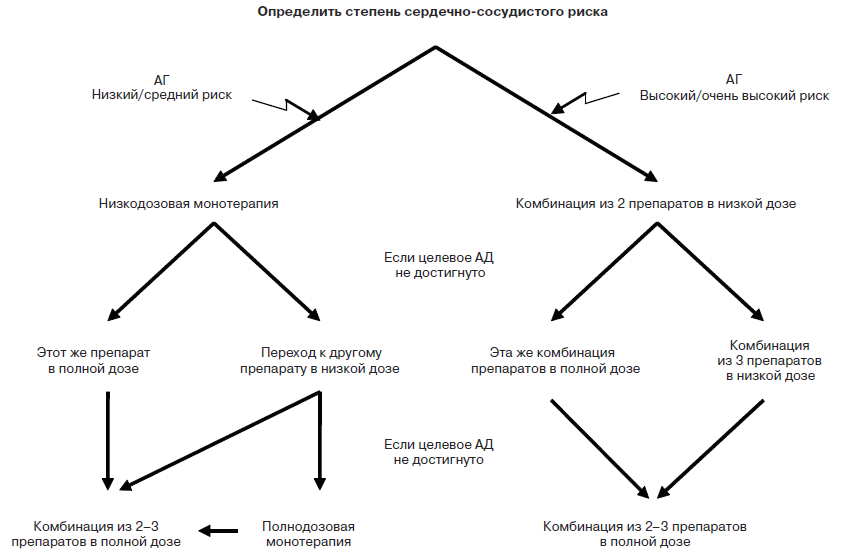 Определить степень сердечно-сосудистого риска
АГ
Низкий/средний риск
АГ
Высокий/очень высокий риск
Низкодозовая монотерапия
Комбинация из 2 препаратов в низкой дозе
Если целевое АД
не достигнуто
Этот же препарат
в полной дозе
Переход к другому
препарату в низкой дозе
Эта же комбинация
препаратов в полной дозе
Комбинация
из 3 препаратов
в низкой дозе
Если целевое АД
не достигнуто
Комбинация из 2–3
препаратов в полной дозе
Полнодозовая
монотерапия
Комбинация из 2–3 препаратов
в полной дозе